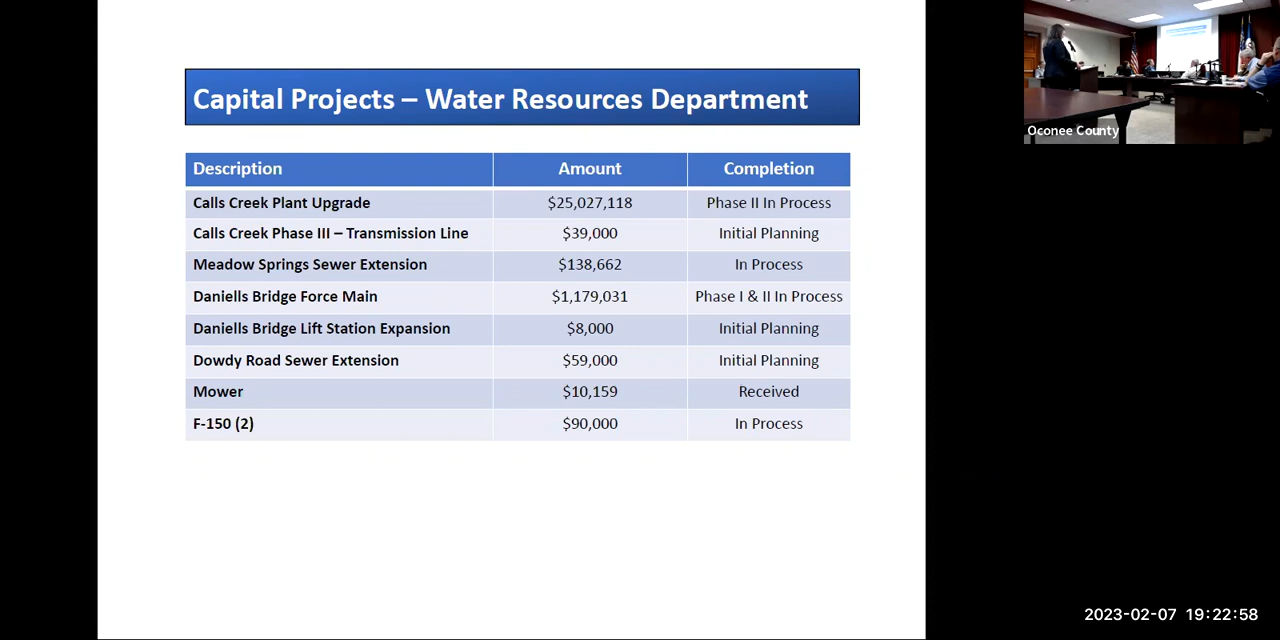 Capital Projects – Water Resources Department
Description Amount Completion
Calls Creek Plant Upgrade $25,027,118 Phase II In Process
Calls Creek Phase III – Transmission Line $39,000 Initial Planning
Meadow Springs Sewer Extension $138,662 In Process
Daniells Bridge Force Main $1,179,031 Phase I & II In Process
Daniells Bridge Lift Station Expansion $8,000 Initial Planning
Dowdy Road Sewer Extension $59,000 Initial Planning
Mower $10,159 Received
F-150 (2) $90,000 In Process
Oconee County
2023-02-07 19:22:58